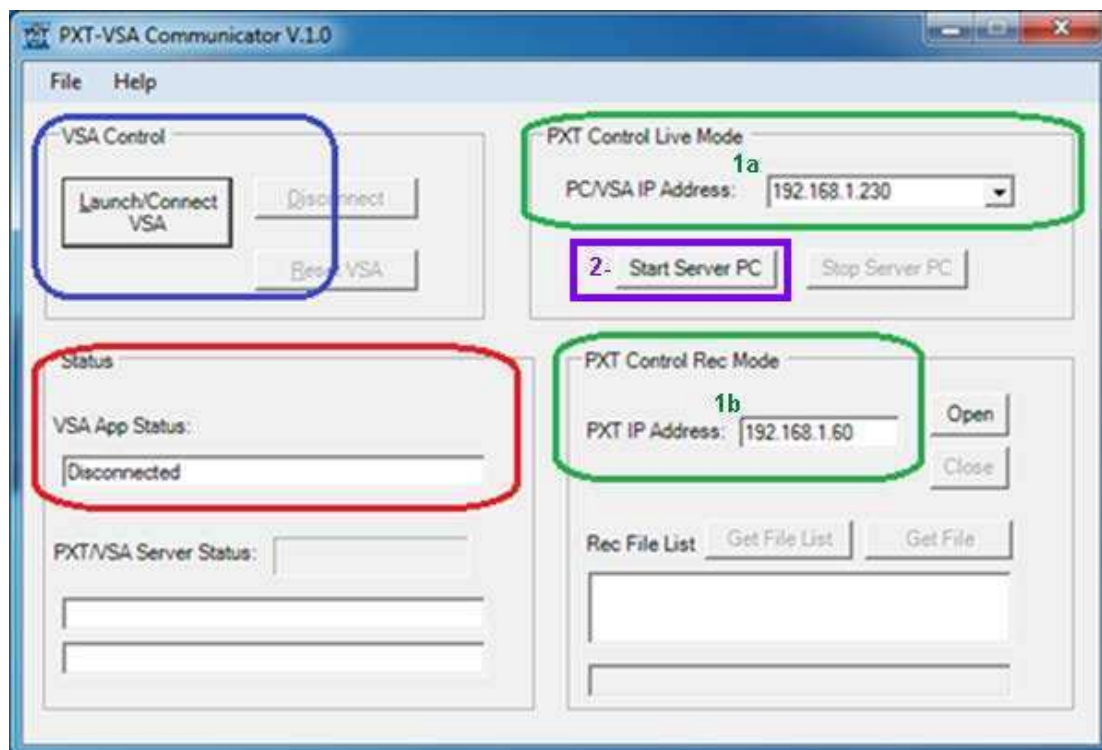 PXT-VSA Communicator V.1.0
File Help
VSA Control
Launch/Connect VSA
Disconnect
Reset VSA
PXT Control Live Mode
1a
PC/VSA IP Address: 192.168.1.230
2- Start Server PC Stop Server PC
Status
VSA App Status:
Disconnected
PXT/VSA Server Status:
PXT Control Rec Mode
1b
PXT IP Address: 192.168.1.60
Open
Close
Rec File List Get File List Get File